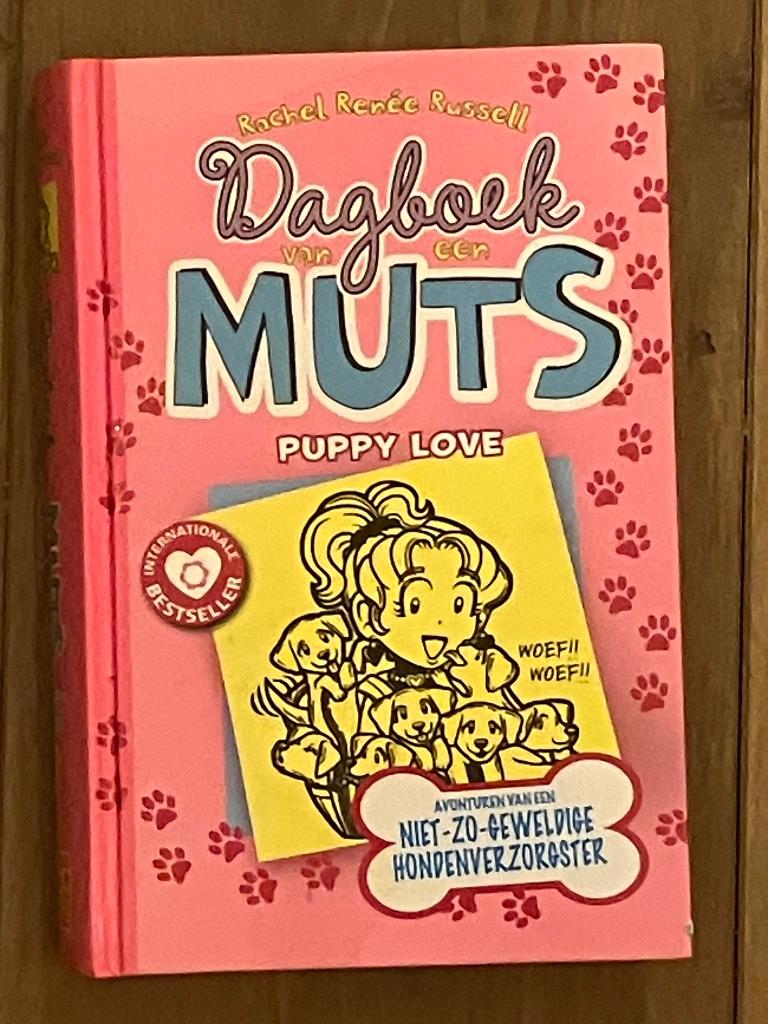 Rachel Renée Russell
Dagboek
van een
MUTS
PUPPY LOVE
INTERNATIONALE
BESTSELLER
WOEF!!
WOEF!!
AVONTUREN VAN EEN
NIET-ZO-GEWELDIGE
HONDENVERZORGSTER